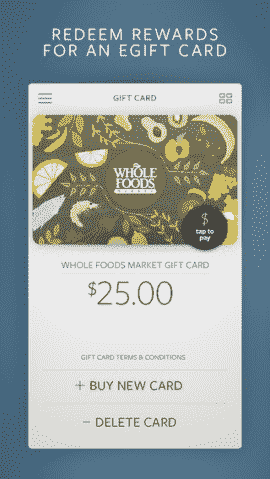 REDEEM REWARDS
FOR AN EGIFT CARD
GIFT CARD
WHOLE
FOODS
MARKET
$
tap to
pay
WHOLE FOODS MARKET GIFT CARD
$25.00
GIFT CARD TERMS & CONDITIONS
+ BUY NEW CARD
− DELETE CARD